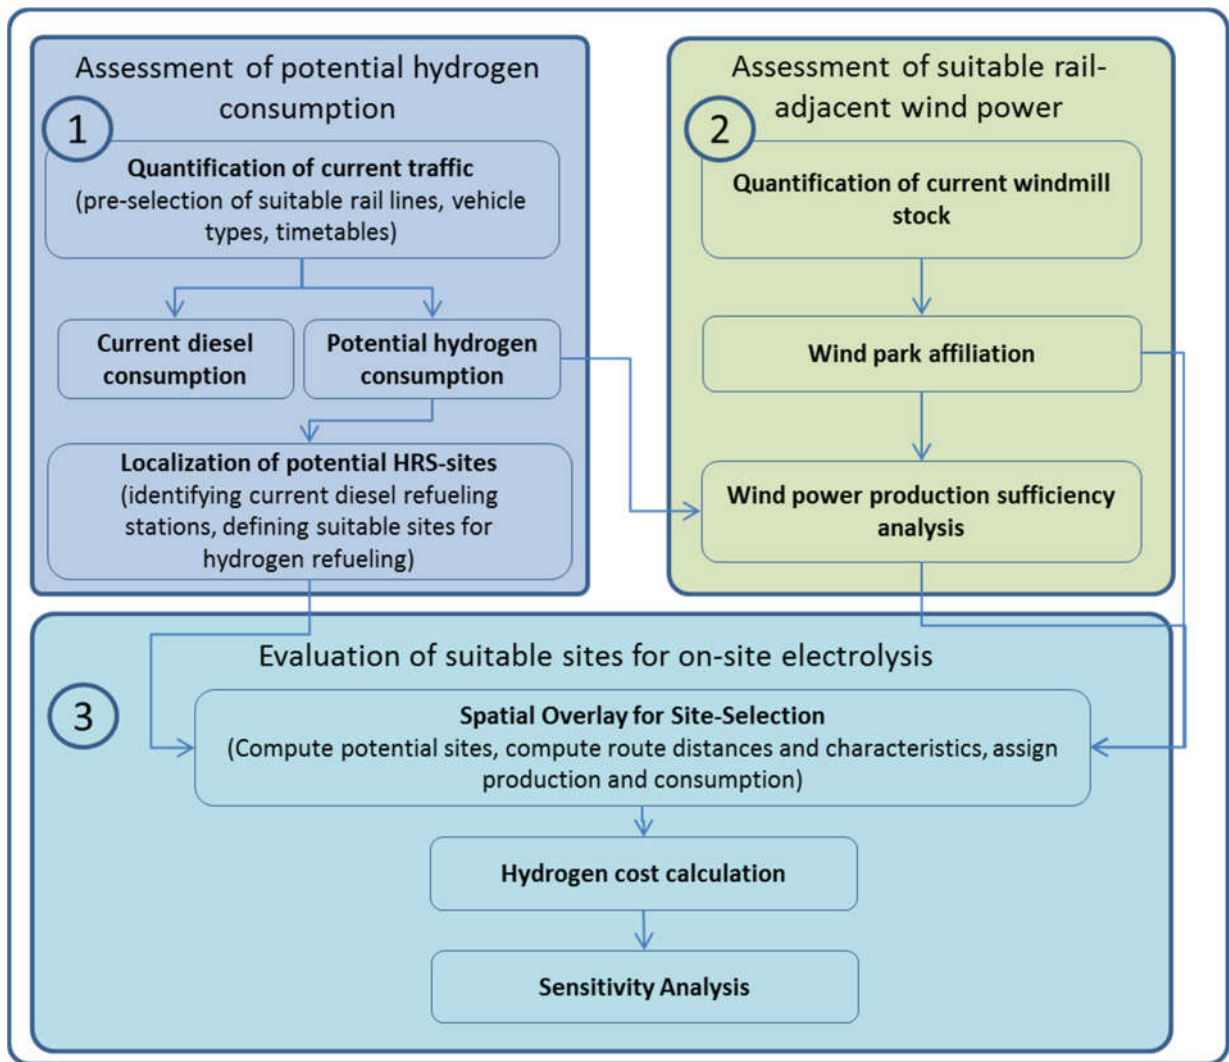 Assessment of potential hydrogen
consumption
1
Quantification of current traffic
(pre-selection of suitable rail lines, vehicle
types, timetables)
Current diesel
consumption
Potential hydrogen
consumption
Localization of potential HRS-sites
(identifying current diesel refueling
stations, defining suitable sites for
hydrogen refueling)
Assessment of suitable rail-
adjacent wind power
2
Quantification of current windmill
stock
Wind park affiliation
Wind power production sufficiency
analysis
Evaluation of suitable sites for on-site electrolysis
3
Spatial Overlay for Site-Selection
(Compute potential sites, compute route distances and characteristics, assign
production and consumption)
Hydrogen cost calculation
Sensitivity Analysis